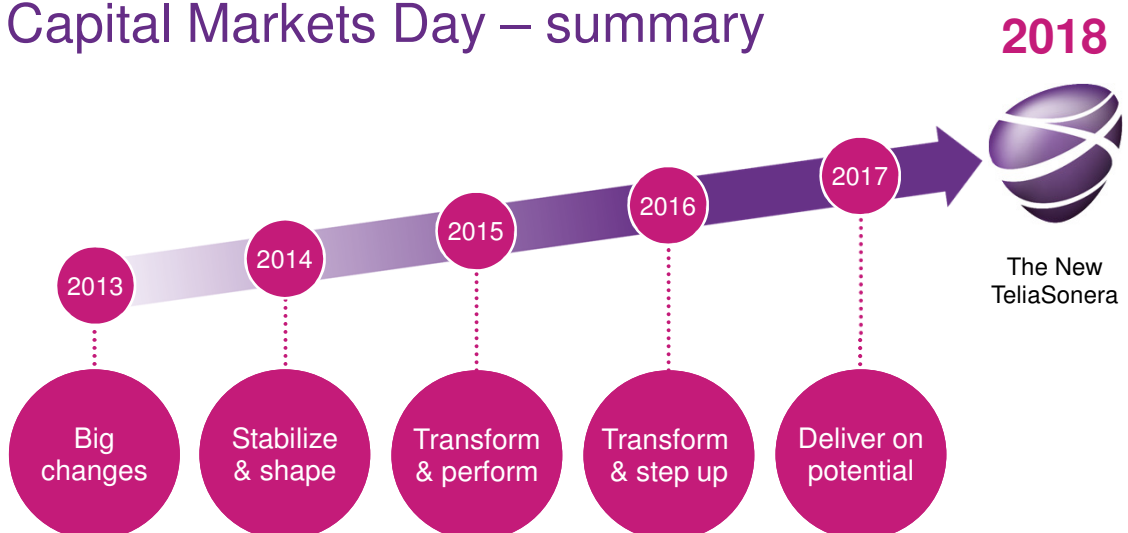 Capital Markets Day – summary
2018
2013
2014
2015
2016
2017
The New
TeliaSonera
Big
changes
Stabilize
& shape
Transform
& perform
Transform
& step up
Deliver on
potential